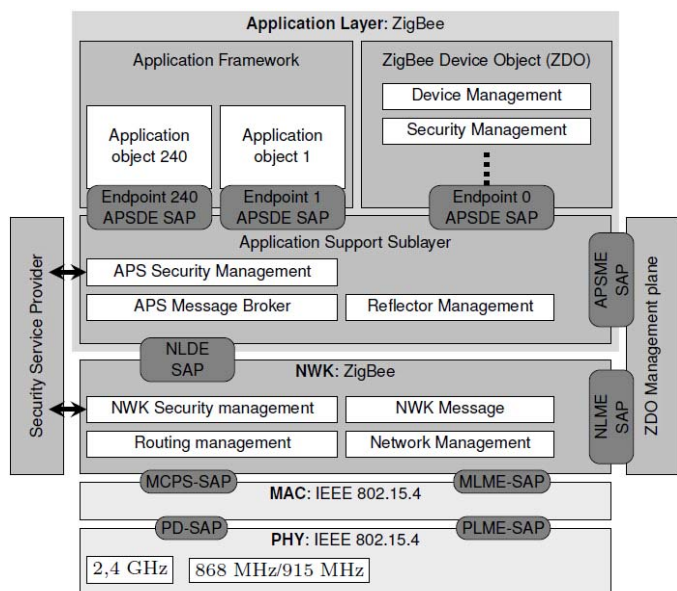 Application Layer: ZigBee
Application Framework
Application
object 240
Application
object 1
ZigBee Device Object (ZDO)
Device Management
Security Management
Endpoint 240
APSDE SAP
Endpoint 1
APSDE SAP
Endpoint 0
APSDE SAP
Security Service Provider
Application Support Sublayer
APS Security Management
APS Message Broker
Reflector Management
APSME
SAP
ZDO Management plane
NLDE
SAP
NWK: ZigBee
NWK Security management
NWK Message
Routing management
Network Management
NLME
SAP
MCPS-SAP
MLME-SAP
MAC: IEEE 802.15.4
PD-SAP
PLME-SAP
PHY: IEEE 802.15.4
2,4 GHz
868 MHz/915 MHz